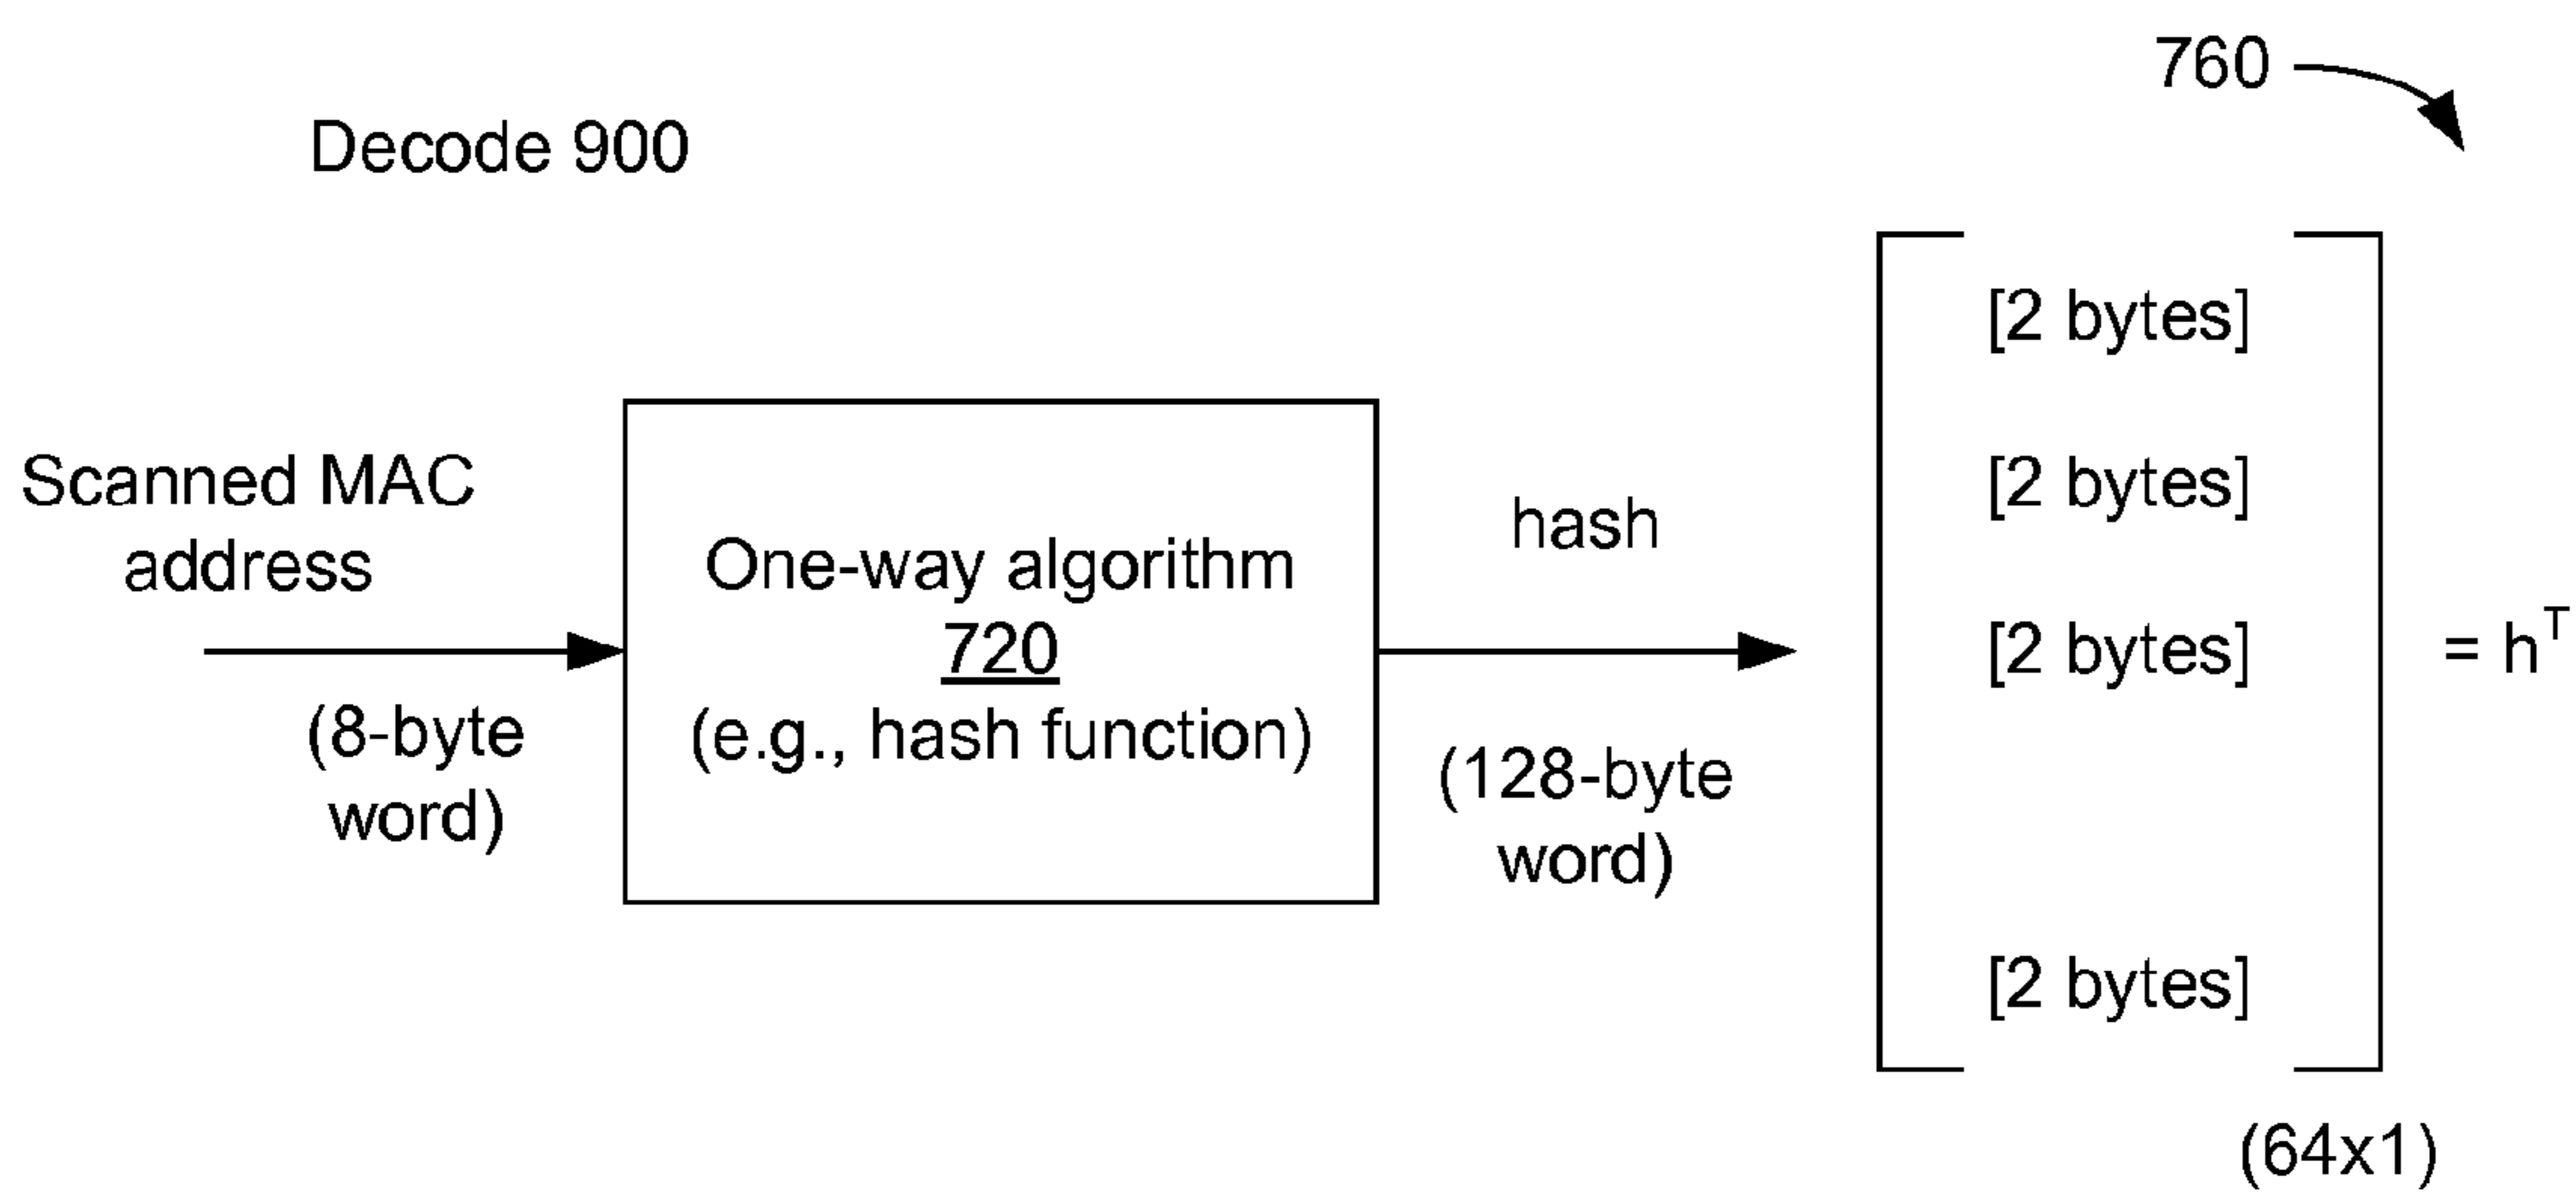 760
Decode 900
Scanned MAC
address
(8-byte
word)
One-way algorithm
720
(e.g., hash function)
hash
(128-byte
word)
[2 bytes]
[2 bytes]
[2 bytes]
[2 bytes]
= hᵀ
(64x1)